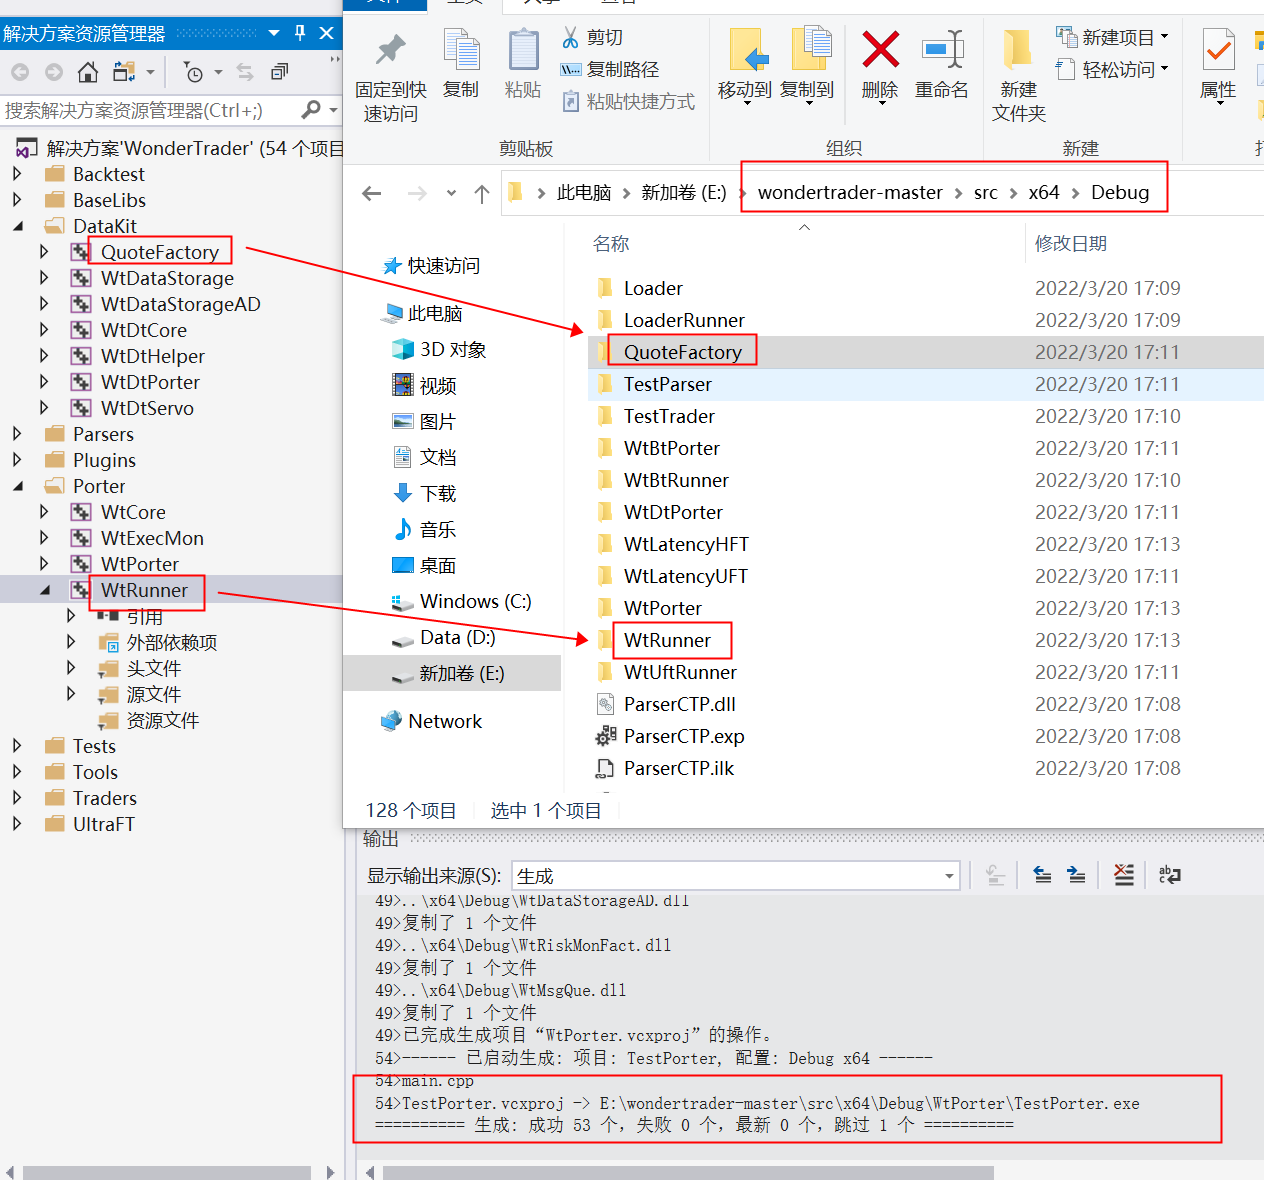 解决方案资源管理器
搜索解决方案资源管理器(Ctrl+;)
解决方案'WonderTrader' (54 个项目
Backtest
BaseLibs
DataKit
QuoteFactory
WtDataStorage
WtDataStorageAD
WtDtCore
WtDtHelper
WtDtPorter
WtDtServo
Parsers
Plugins
Porter
WtCore
WtExecMon
WtPorter
WtRunner
引用
外部依赖项
头文件
源文件
资源文件
Tests
Tools
Traders
UltraFT
固定到快
速访问
复制
粘贴
剪切
复制路径
粘贴快捷方式
剪贴板
移动到
复制到
删除
重命名
组织
新建
文件夹
新建项目
轻松访问
新建
属性
此电脑
新加卷 (E:)
wondertrader-master
src
x64
Debug
快速访问
此电脑
3D 对象
视频
图片
文档
下载
音乐
桌面
Windows (C:)
Data (D:)
新加卷 (E:)
Network
名称
修改日期
Loader 2022/3/20 17:09
LoaderRunner 2022/3/20 17:09
QuoteFactory 2022/3/20 17:11
TestParser 2022/3/20 17:11
TestTrader 2022/3/20 17:10
WtBtPorter 2022/3/20 17:11
WtBtRunner 2022/3/20 17:10
WtDtPorter 2022/3/20 17:11
WtLatencyHFT 2022/3/20 17:13
WtLatencyUFT 2022/3/20 17:11
WtPorter 2022/3/20 17:13
WtRunner 2022/3/20 17:13
WtUftRunner 2022/3/20 17:11
ParserCTP.dll 2022/3/20 17:08
ParserCTP.exp 2022/3/20 17:08
ParserCTP.ilk 2022/3/20 17:08
128 个项目
选中 1 个项目
输出
显示输出来源(S):
生成
49>..\x64\Debug\WtDataStorageAD.dll
49>复制了 1 个文件
49>..\x64\Debug\WtRiskMonFact.dll
49>复制了 1 个文件
49>..\x64\Debug\WtMsgQue.dll
49>复制了 1 个文件
49>已完成生成项目“WtPorter.vcxproj”的操作。
54>------ 已启动生成: 项目: TestPorter, 配置: Debug x64 ------
54>main.cpp
54>TestPorter.vcxproj -> E:\wondertrader-master\src\x64\Debug\WtPorter\TestPorter.exe
========== 生成: 成功 53 个，失败 0 个，最新 0 个，跳过 1 个 ==========